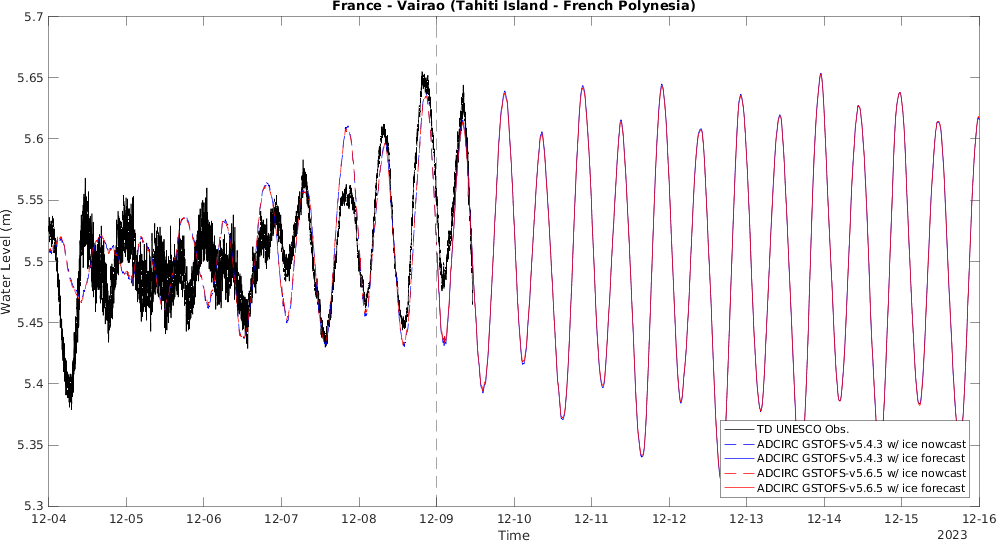 France - Vairao (Tahiti Island - French Polynesia)
5.7
5.65
5.6
5.55
5.5
5.45
5.4
5.35
5.3
Water Level (m)
TD UNESCO Obs.
ADCIRC GSTOFS-v5.4.3 w/ ice nowcast
ADCIRC GSTOFS-v5.4.3 w/ ice forecast
ADCIRC GSTOFS-v5.6.5 w/ ice nowcast
ADCIRC GSTOFS-v5.6.5 w/ ice forecast
12-04 12-05 12-06 12-07 12-08 12-09 12-10 12-11 12-12 12-13 12-14 12-15 12-16
Time
2023